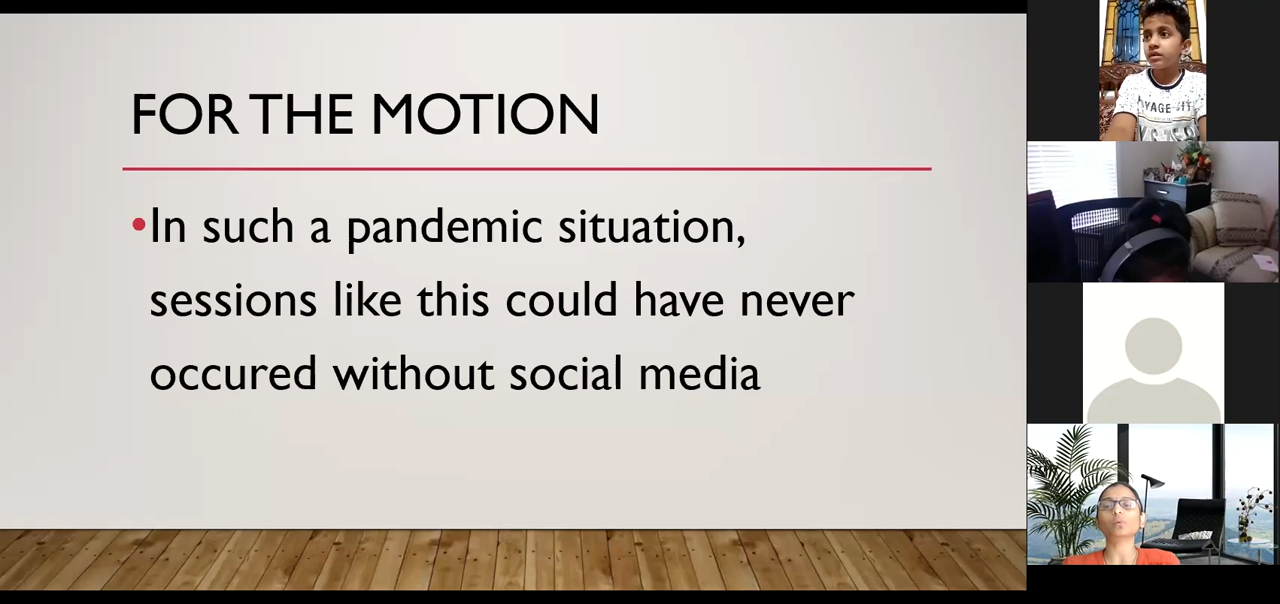 FOR THE MOTION
•In such a pandemic situation,
sessions like this could have never
occured without social media